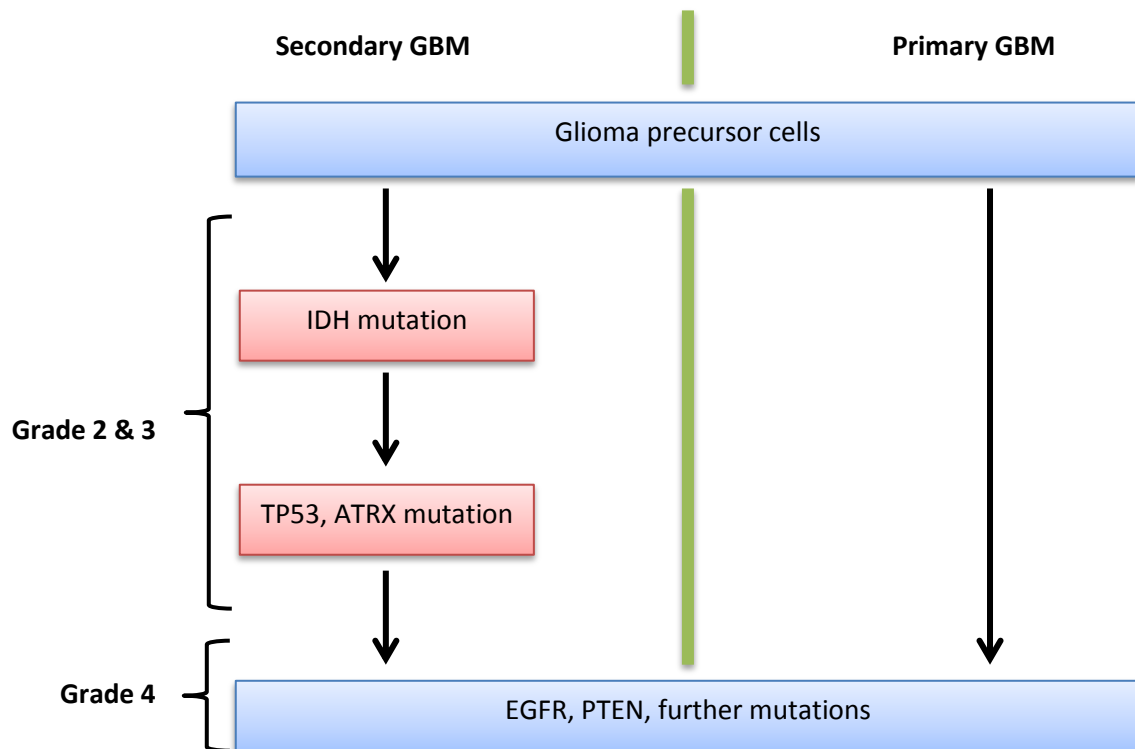 Secondary GBM
Primary GBM
Glioma precursor cells
IDH mutation
Grade 2 & 3
TP53, ATRX mutation
Grade 4
EGFR, PTEN, further mutations